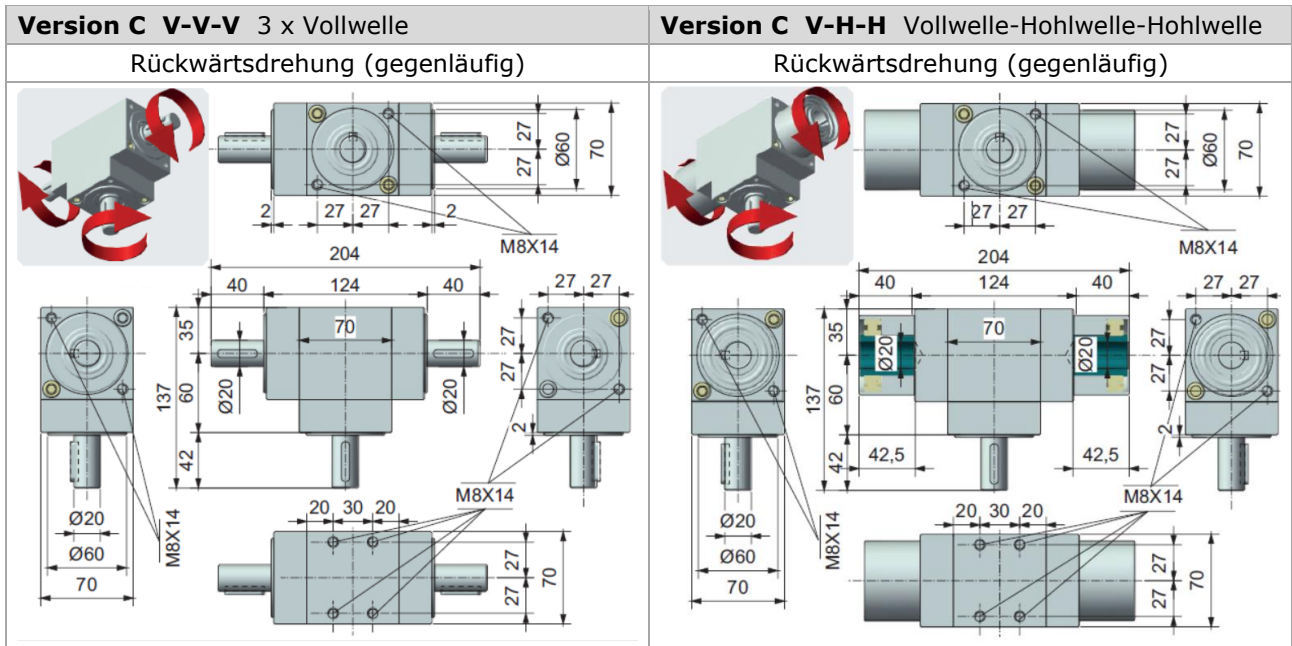 Version C V-V-V 3 x Vollwelle
Rückwärtsdrehung (gegenläufig)
27
27
Ø60
70
2
27
27
2
M8X14
204
40
124
40
27
27
35
70
27
27
60
137
Ø20
Ø20
42
2
M8X14
20
30
20
Ø20
Ø60
70
M8X14
27
27
70
Version C V-H-H Vollwelle-Hohlwelle-Hohlwelle
Rückwärtsdrehung (gegenläufig)
27
27
Ø60
70
27
27
M8X14
204
40
124
40
27
27
35
70
Ø20
Ø20
27
27
60
137
42
42,5
42,5
2
M8X14
20
30
20
Ø20
Ø60
70
M8X14
27
27
70